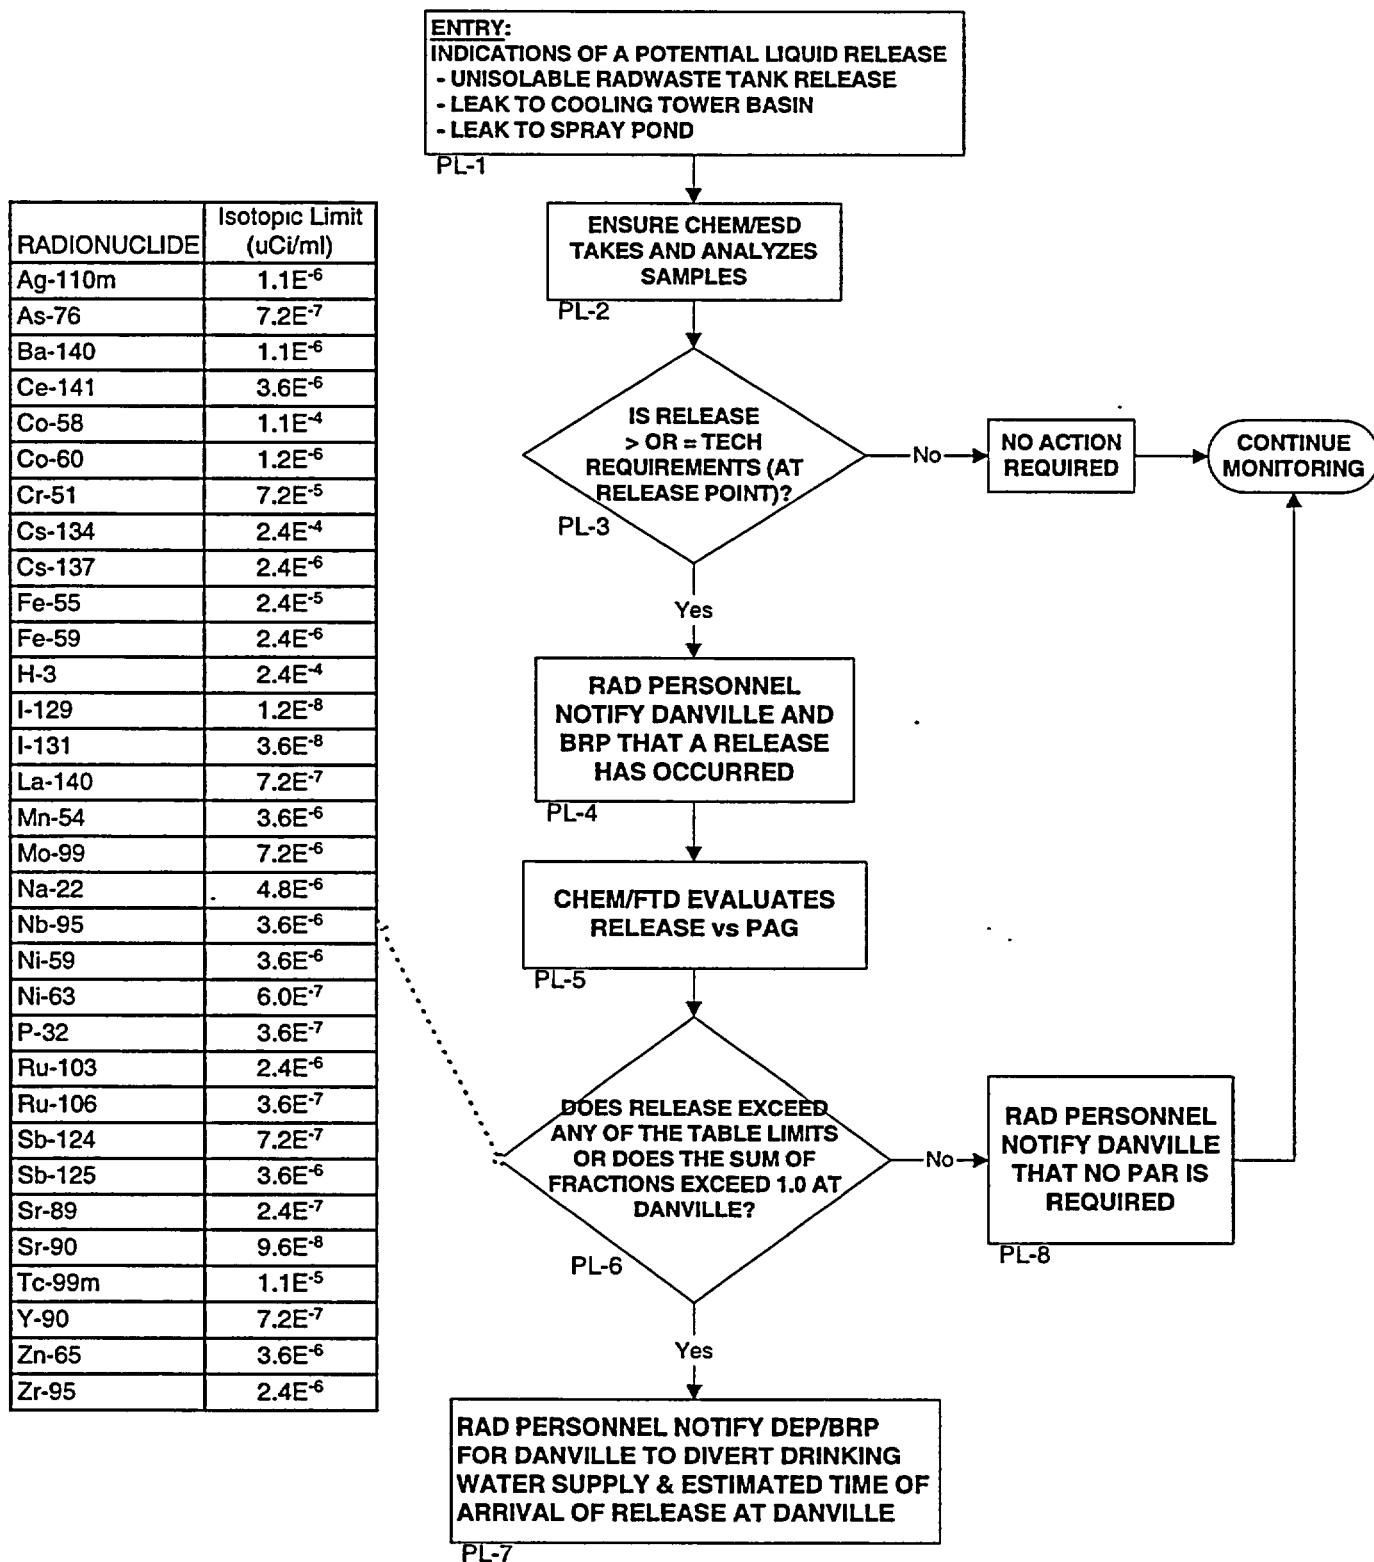 ENTRY:
INDICATIONS OF A POTENTIAL LIQUID RELEASE
- UNISOLABLE RADWASTE TANK RELEASE
- LEAK TO COOLING TOWER BASIN
- LEAK TO SPRAY POND
PL-1
ENSURE CHEM/ESD
TAKES AND ANALYZES
SAMPLES
PL-2
IS RELEASE
> OR = TECH
REQUIREMENTS (AT
RELEASE POINT)?
PL-3
No
NO ACTION
REQUIRED
CONTINUE
MONITORING
Yes
RAD PERSONNEL
NOTIFY DANVILLE AND
BRP THAT A RELEASE
HAS OCCURRED
PL-4
CHEM/FTD EVALUATES
RELEASE vs PAG
PL-5
DOES RELEASE EXCEED
ANY OF THE TABLE LIMITS
OR DOES THE SUM OF
FRACTIONS EXCEED 1.0 AT
DANVILLE?
PL-6
No
RAD PERSONNEL
NOTIFY DANVILLE
THAT NO PAR IS
REQUIRED
PL-8
Yes
RAD PERSONNEL NOTIFY DEP/BRP
FOR DANVILLE TO DIVERT DRINKING
WATER SUPPLY & ESTIMATED TIME OF
ARRIVAL OF RELEASE AT DANVILLE
PL-7
RADIONUCLIDE Isotopic Limit (uCi/ml)
Ag-110m 1.1E⁻⁶
As-76 7.2E⁻⁷
Ba-140 1.1E⁻⁶
Ce-141 3.6E⁻⁶
Co-58 1.1E⁻⁴
Co-60 1.2E⁻⁶
Cr-51 7.2E⁻⁵
Cs-134 2.4E⁻⁴
Cs-137 2.4E⁻⁶
Fe-55 2.4E⁻⁵
Fe-59 2.4E⁻⁶
H-3 2.4E⁻⁴
I-129 1.2E⁻⁸
I-131 3.6E⁻⁸
La-140 7.2E⁻⁷
Mn-54 3.6E⁻⁶
Mo-99 7.2E⁻⁶
Na-22 4.8E⁻⁶
Nb-95 3.6E⁻⁶
Ni-59 3.6E⁻⁶
Ni-63 6.0E⁻⁷
P-32 3.6E⁻⁷
Ru-103 2.4E⁻⁶
Ru-106 3.6E⁻⁷
Sb-124 7.2E⁻⁷
Sb-125 3.6E⁻⁶
Sr-89 2.4E⁻⁷
Sr-90 9.6E⁻⁸
Tc-99m 1.1E⁻⁵
Y-90 7.2E⁻⁷
Zn-65 3.6E⁻⁶
Zr-95 2.4E⁻⁶